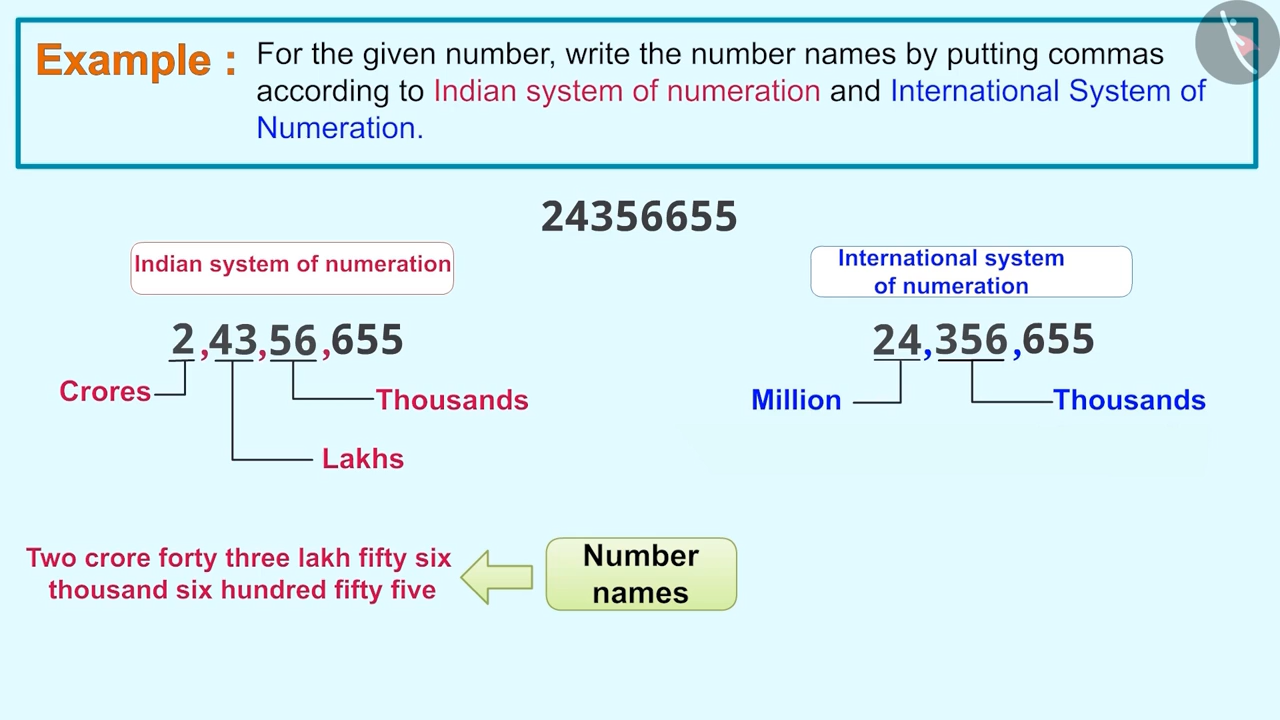 Example :
For the given number, write the number names by putting commas
according to Indian system of numeration and International System of
Numeration.
24356655
Indian system of numeration
International system
of numeration
2,43,56,655
24,356,655
Crores
Thousands
Lakhs
Million
Thousands
Two crore forty three lakh fifty six
thousand six hundred fifty five
Number
names